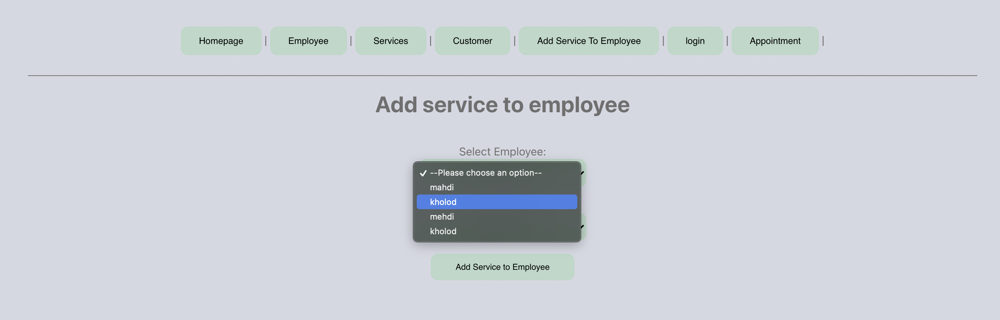 Homepage | Employee | Services | Customer | Add Service To Employee | login | Appointment |
Add service to employee
Select Employee:
--Please choose an option--
mahdi
kholod
mehdi
kholod
Add Service to Employee